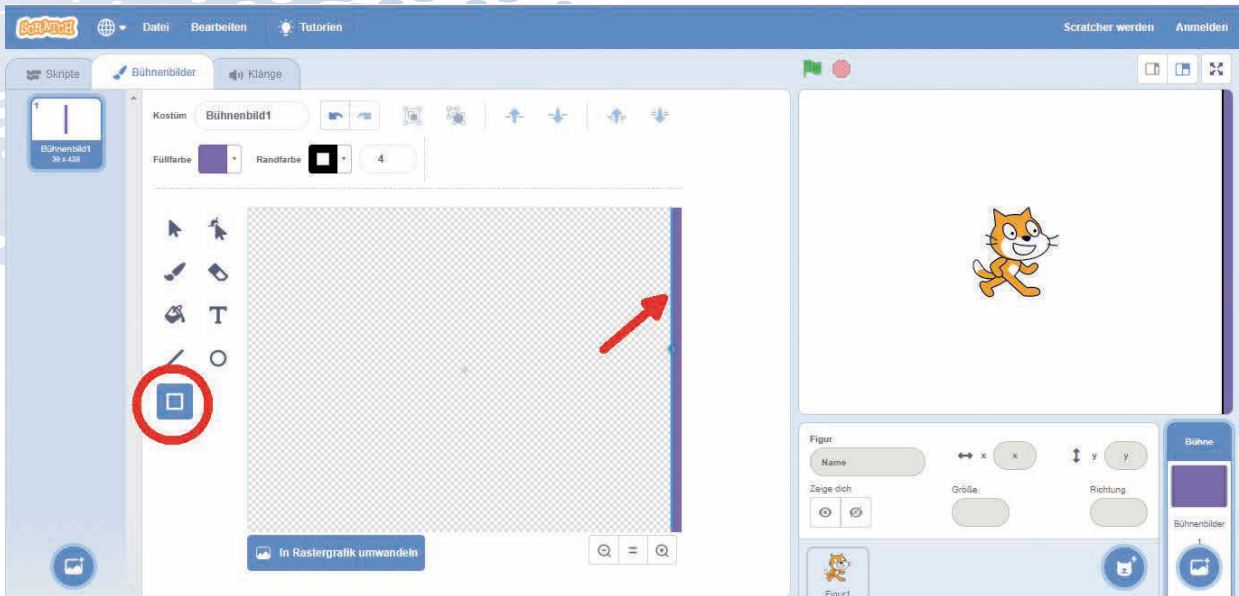 SCRATCH Datei Bearbeiten Tutorien Scratcher werden Anmelden
Skripte Bühnenbilder Klänge
1
Bühnenbild1
39 x 428
Kostüm Bühnenbild1
Füllfarbe Randfarbe 4
T
In Rastergrafik umwandeln
=
Figur
Name x x y y
Zeige dich Größe Richtung
Figur1
Bühne
Bühnenbilder
1